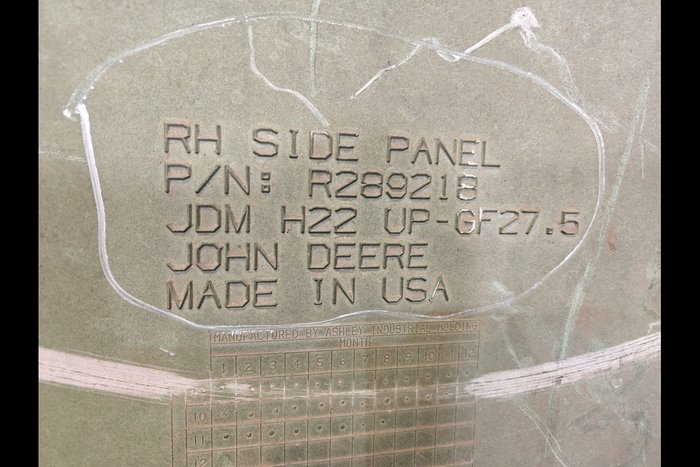 RH SIDE PANEL
P/N: R289218
JDM H22 UP-GF27.5
JOHN DEERE
MADE IN USA
MANUFACTURED BY ASHLEY INDUSTRIAL MOLDING
MONTH
1 2 3 4 5 6 7 8 9 10 11 12
10
11
12